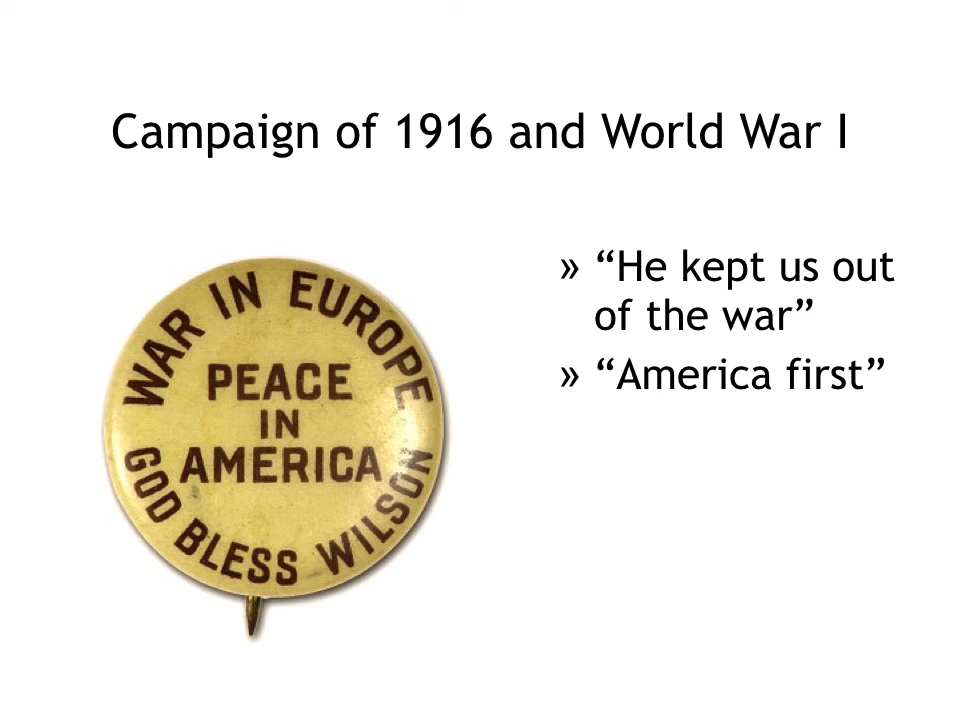 Campaign of 1916 and World War I
WAR IN EUROPE
PEACE
IN
AMERICA
GOD BLESS WILSON
» “He kept us out
of the war”
» “America first”